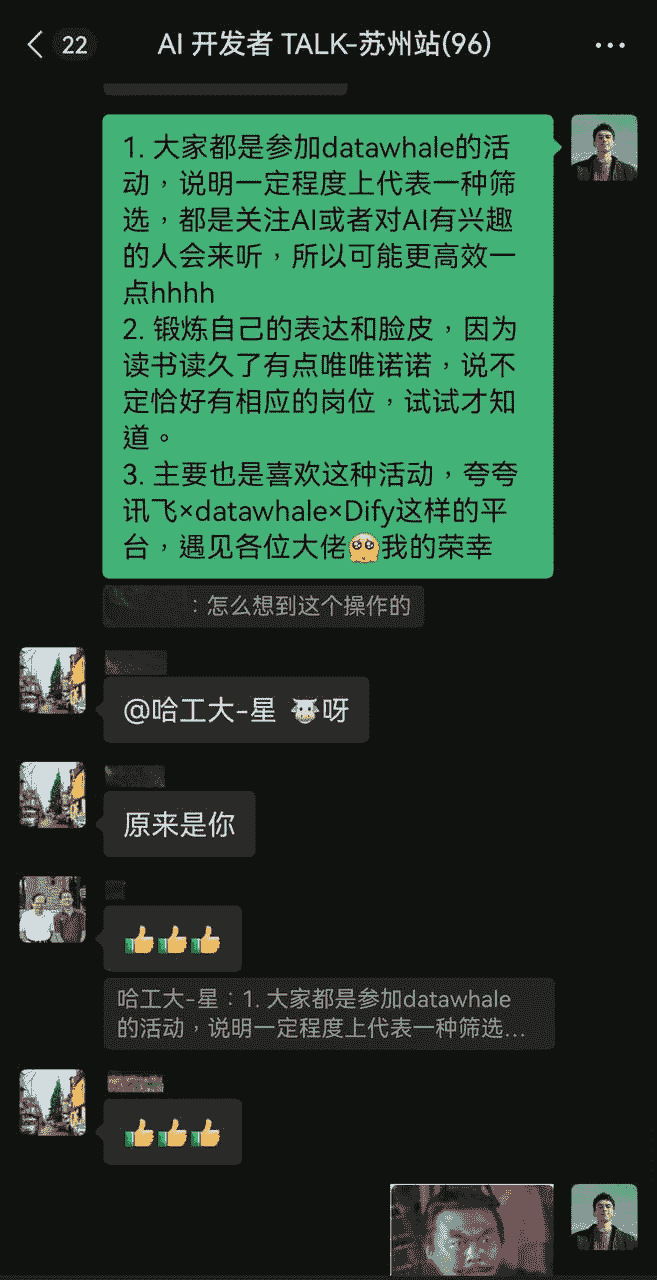 22
AI 开发者 TALK-苏州站(96)
1. 大家都是参加datawhale的活
动，说明一定程度上代表一种筛
选，都是关注AI或者对AI有兴趣
的人会来听，所以可能更高效一
点hhhh
2. 锻炼自己的表达和脸皮，因为
读书读久了有点唯唯诺诺，说不
定恰好有相应的岗位，试试才知
道。
3. 主要也是喜欢这种活动，夸夸
讯飞×datawhale×Dify这样的平
台，遇见各位大佬🥹我的荣幸
：怎么想到这个操作的
@哈工大-星 🐮呀
原来是你
👍👍👍
哈工大-星：1. 大家都是参加datawhale
的活动，说明一定程度上代表一种筛选...
👍👍👍